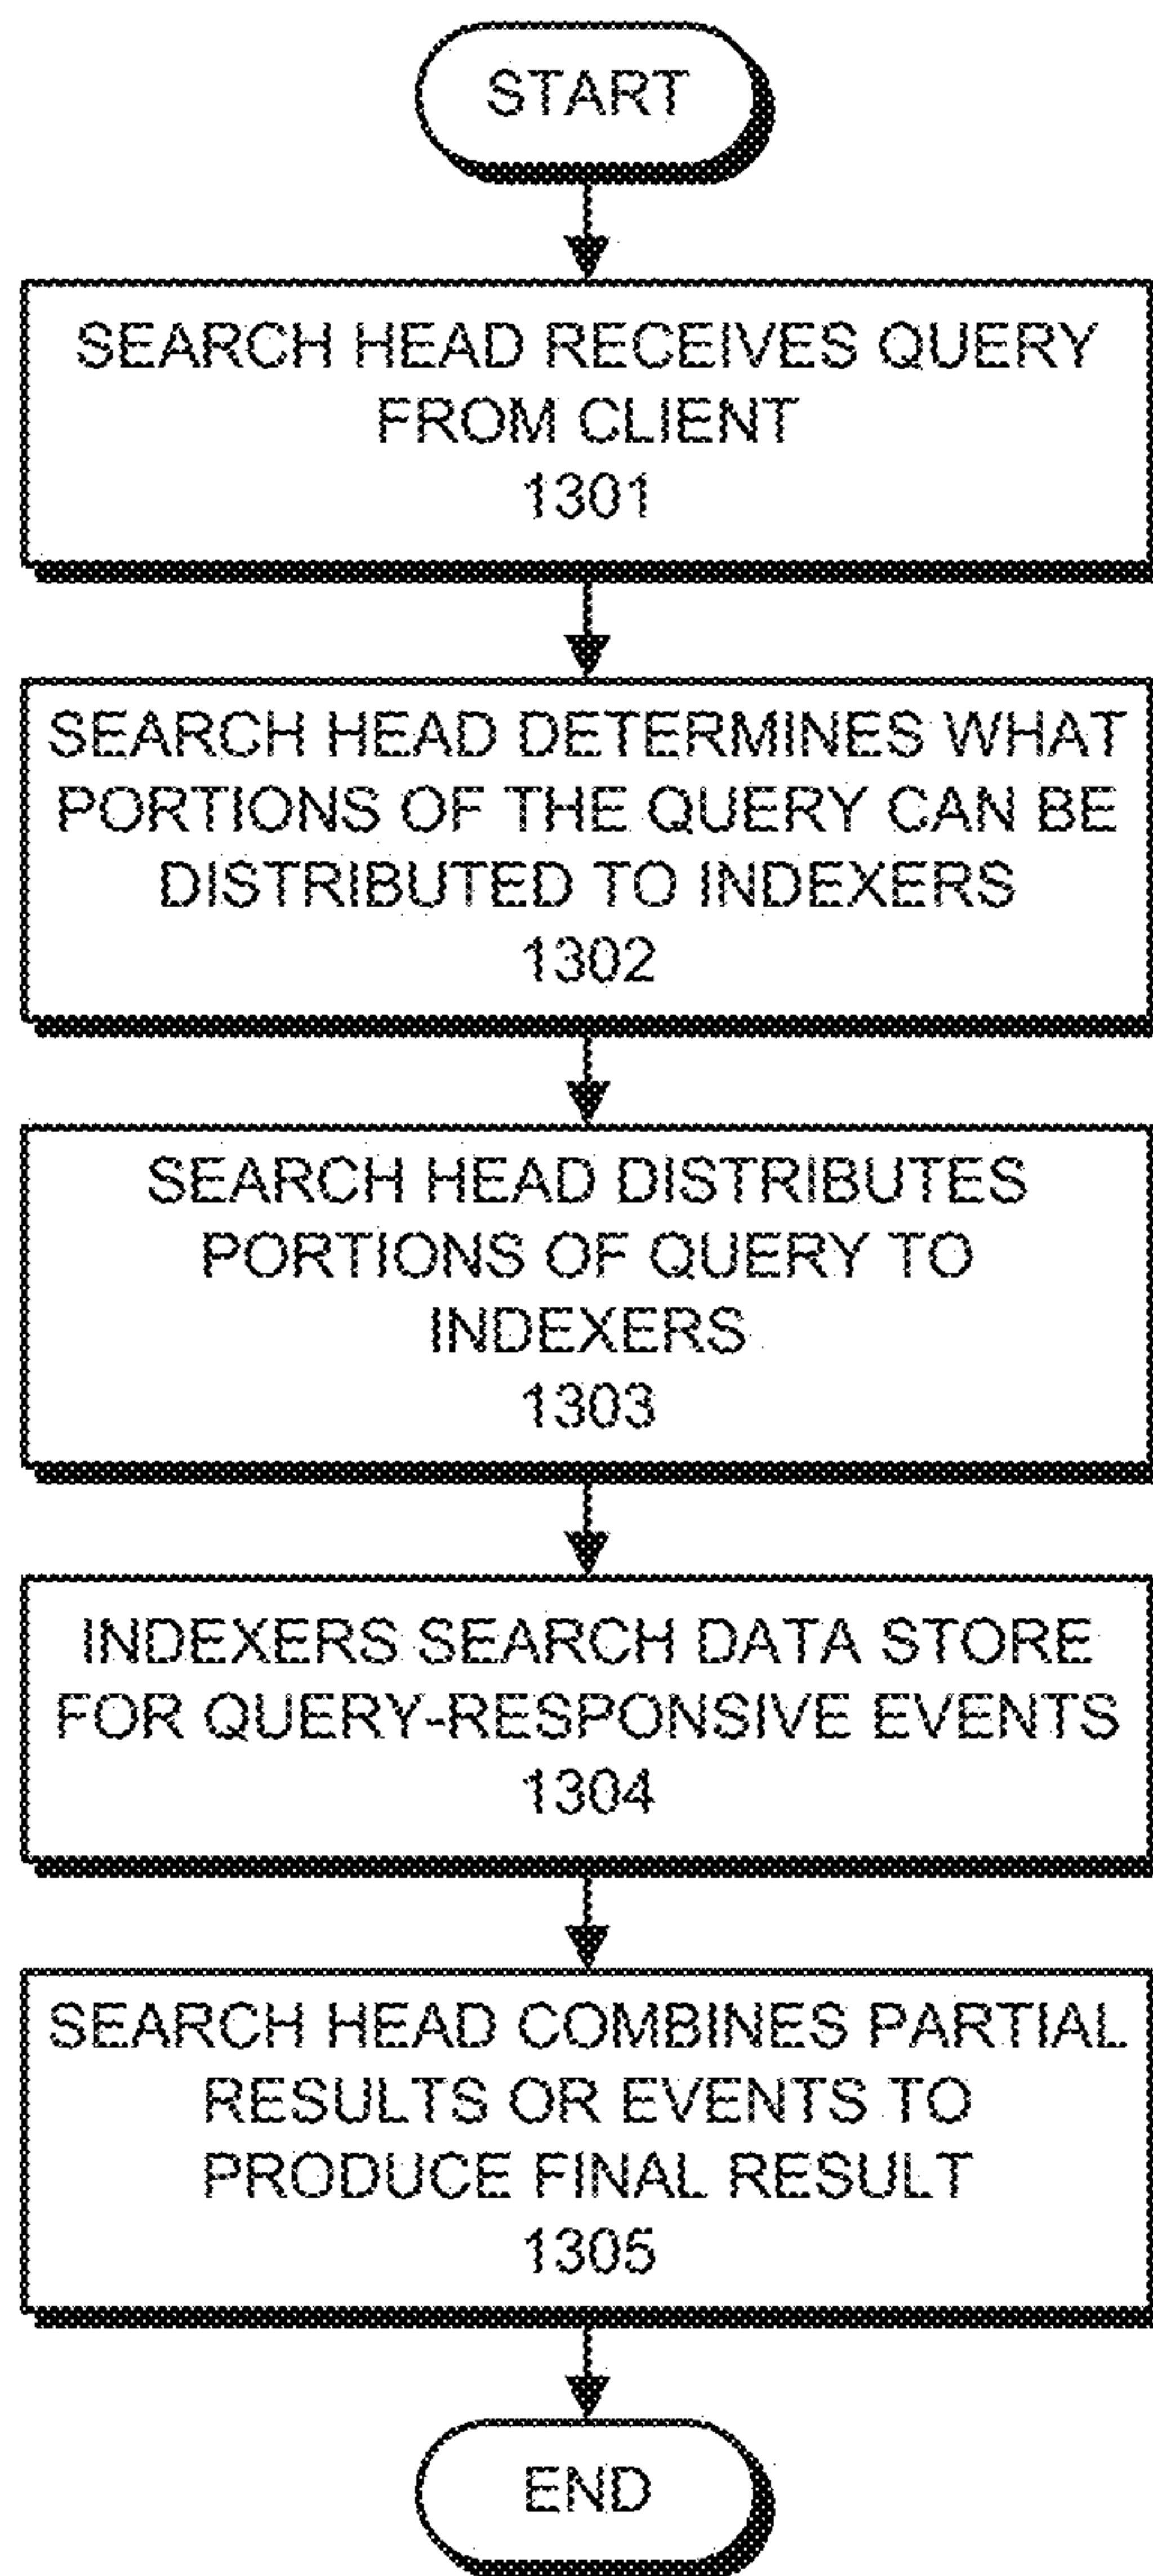 START
SEARCH HEAD RECEIVES QUERY
FROM CLIENT
1301
SEARCH HEAD DETERMINES WHAT
PORTIONS OF THE QUERY CAN BE
DISTRIBUTED TO INDEXERS
1302
SEARCH HEAD DISTRIBUTES
PORTIONS OF QUERY TO
INDEXERS
1303
INDEXERS SEARCH DATA STORE
FOR QUERY-RESPONSIVE EVENTS
1304
SEARCH HEAD COMBINES PARTIAL
RESULTS OR EVENTS TO
PRODUCE FINAL RESULT
1305
END